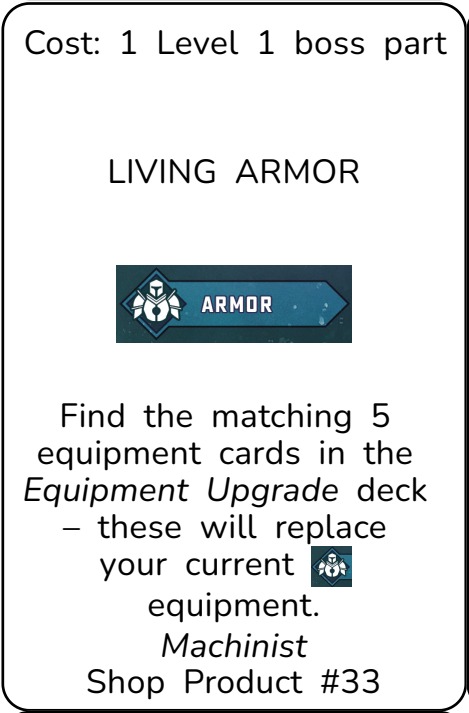 Cost: 1 Level 1 boss part
LIVING ARMOR
ARMOR
Find the matching 5
equipment cards in the
Equipment Upgrade deck
– these will replace
your current
equipment.
Machinist
Shop Product #33